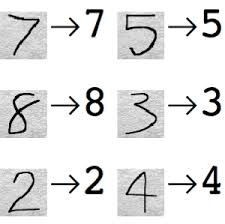 7 → 7 5 → 5
8 → 8 3 → 3
2 → 2 4 → 4